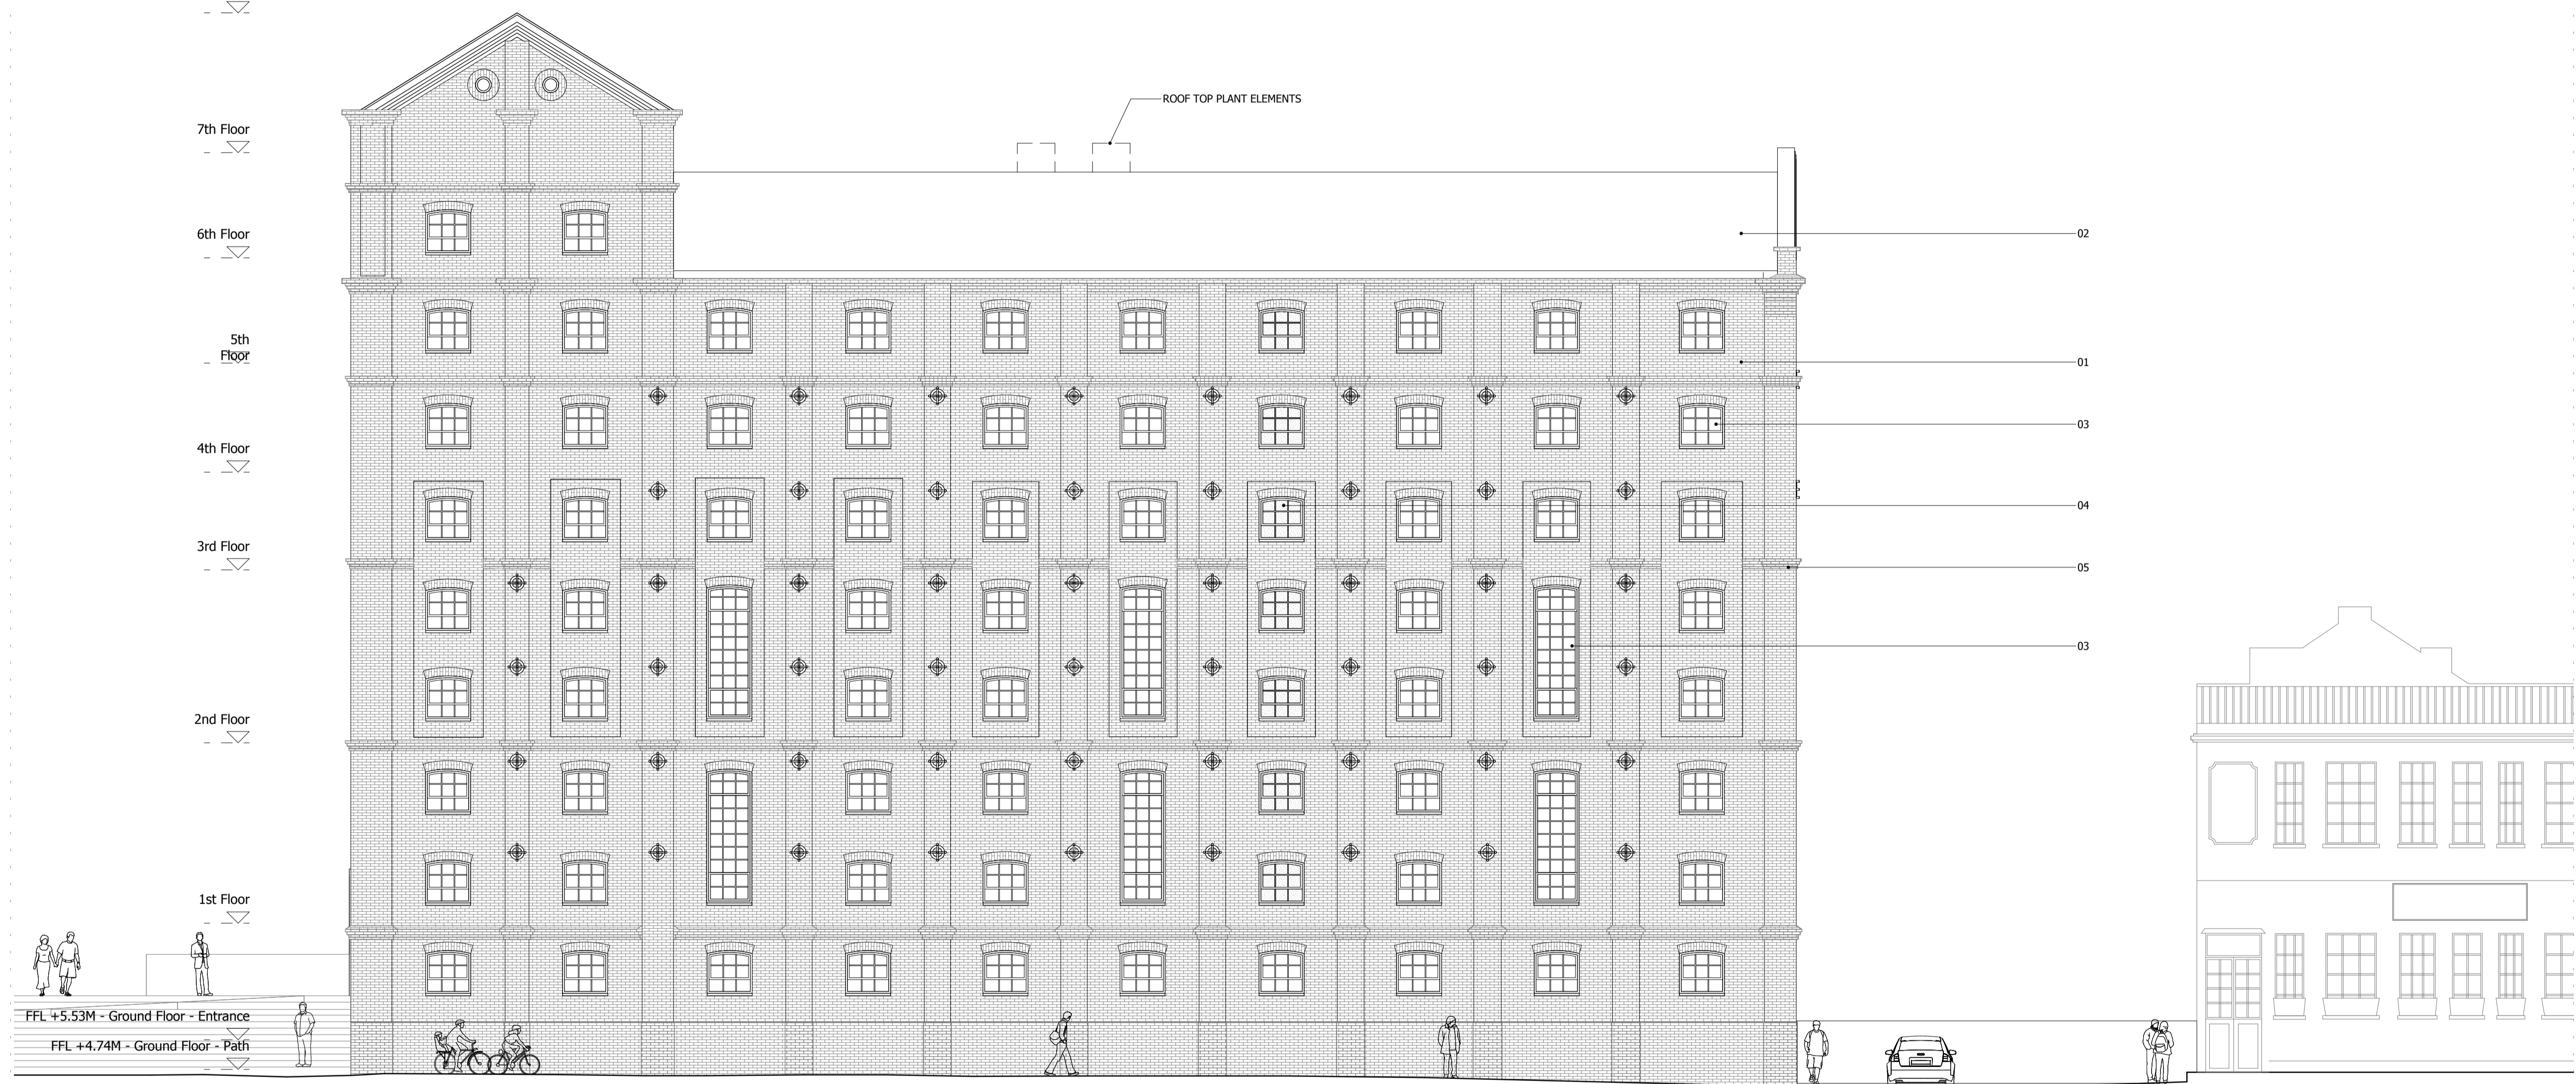 ROOF TOP PLANT ELEMENTS
7th Floor
6th Floor
02
5th
Floor
01
03
4th Floor
04
3rd Floor
05
03
2nd Floor
1st Floor
FFL +5.53M - Ground Floor - Entrance
FFL +4.74M - Ground Floor - Path